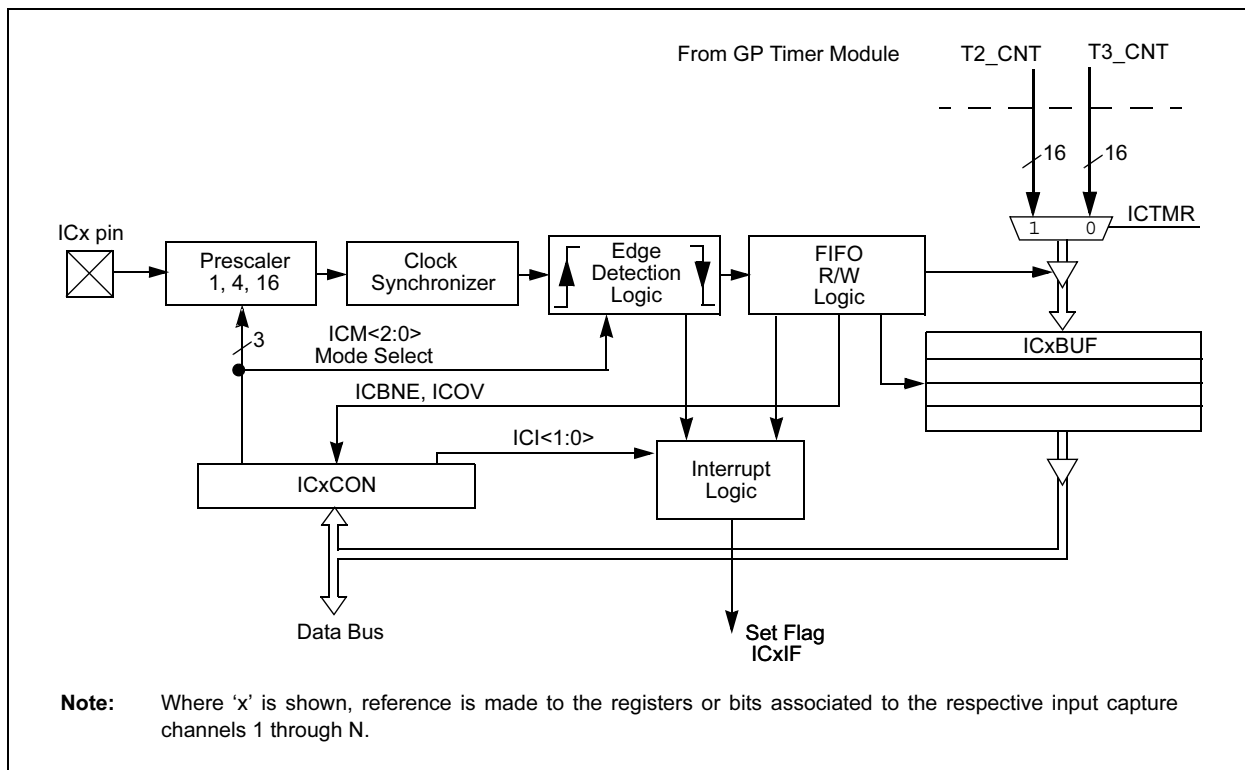 From GP Timer Module T2_CNT T3_CNT
16 16
ICx pin
1 0 ICTMR
Prescaler
1, 4, 16
Clock
Synchronizer
Edge
Detection
Logic
FIFO
R/W
Logic
3
ICM<2:0>
Mode Select
ICxBUF
ICBNE, ICOV
ICI<1:0>
ICxCON
Interrupt
Logic
Data Bus
Set Flag
ICxIF
Note: Where ‘x’ is shown, reference is made to the registers or bits associated to the respective input capture
channels 1 through N.